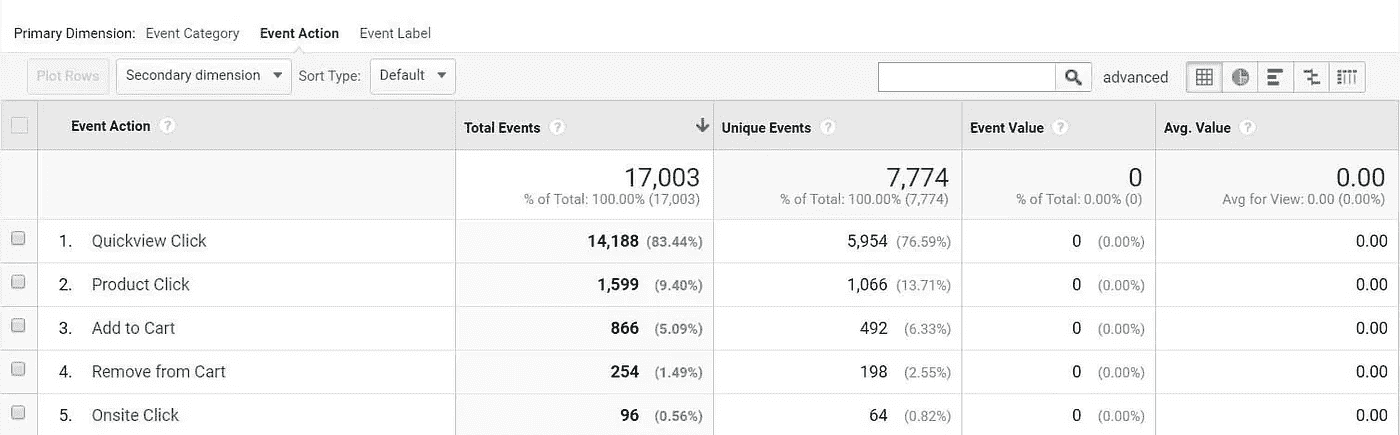 Primary Dimension: Event Category Event Action Event Label
Plot Rows Secondary dimension Sort Type: Default advanced
Event Action ? Total Events ? Unique Events ? Event Value ? Avg. Value ?
17,003 7,774 0 0.00
% of Total: 100.00% (17,003) % of Total: 100.00% (7,774) % of Total: 0.00% (0) Avg for View: 0.00 (0.00%)
1. Quickview Click 14,188 (83.44%) 5,954 (76.59%) 0 (0.00%) 0.00
2. Product Click 1,599 (9.40%) 1,066 (13.71%) 0 (0.00%) 0.00
3. Add to Cart 866 (5.09%) 492 (6.33%) 0 (0.00%) 0.00
4. Remove from Cart 254 (1.49%) 198 (2.55%) 0 (0.00%) 0.00
5. Onsite Click 96 (0.56%) 64 (0.82%) 0 (0.00%) 0.00